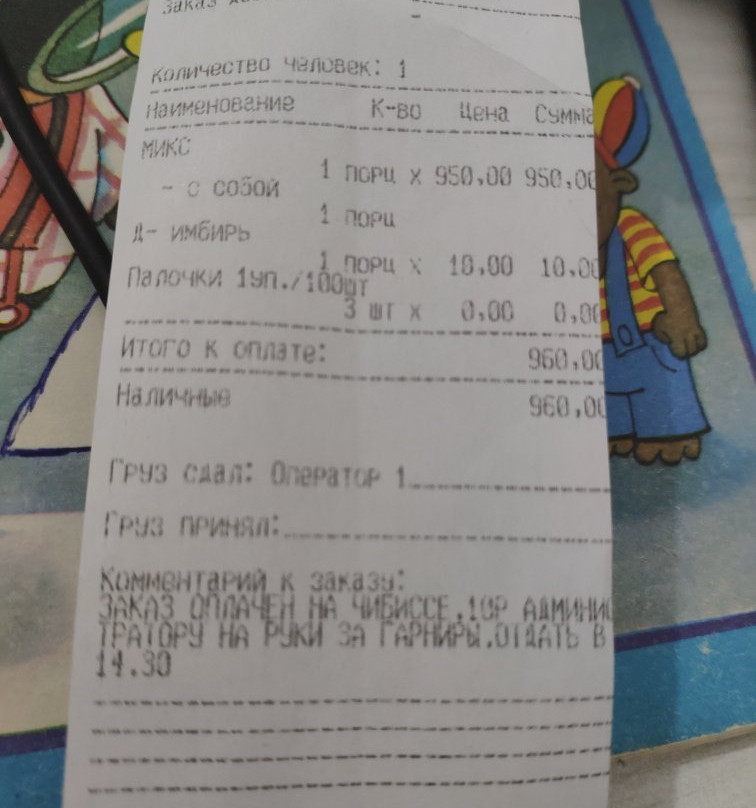 заказ
Количество человек: 1
Наименование К-во Цена Сумма
МИКС
1 порц х 950,00 950,00
- с собой
1 порц
Д- ИМБИРЬ
1 порц х 10.00 10.00
Палочки 1уп./100шт
3 шт х 0,00 0,00
Итого к оплате: 960,00
Наличные 960,00
Груз сдал: Оператор 1
Груз принял:
Комментарий к заказу:
ЗАКАЗ ОПЛАЧЕН НА ЧИБИССЕ.10Р АДМИНИС
ТРАТОРУ НА РУКИ ЗА ГАРНИРЫ.ОТДАТЬ В
14.30